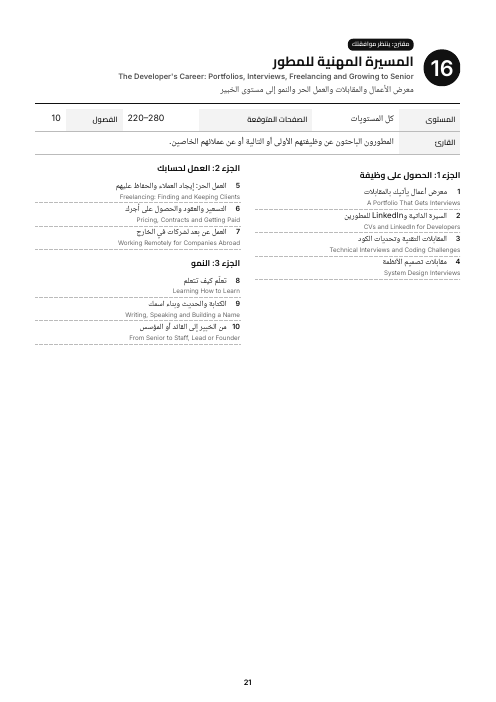 مقترح: ينتظر موافقتك
16
المسيرة المهنية للمطور
The Developer's Career: Portfolios, Interviews, Freelancing and Growing to Senior
معرض الأعمال والمقابلات والعمل الحر والنمو إلى مستوى الخبير
المستوى كل المستويات الصفحات المتوقعة 220–280 الفصول 10
القارئ المطورون الباحثون عن وظيفتهم الأولى أو التالية أو عن عملائهم الخاصين.
الجزء 1: الحصول على وظيفة
1 معرض أعمال يأتيك بالمقابلات
A Portfolio That Gets Interviews
2 السيرة الذاتية وLinkedIn للمطورين
CVs and LinkedIn for Developers
3 المقابلات التقنية وتحديات الكود
Technical Interviews and Coding Challenges
4 مقابلات تصميم الأنظمة
System Design Interviews
الجزء 2: العمل لحسابك
5 العمل الحر: إيجاد العملاء والحفاظ عليهم
Freelancing: Finding and Keeping Clients
6 التسعير والعقود والحصول على أجرك
Pricing, Contracts and Getting Paid
7 العمل عن بعد لشركات في الخارج
Working Remotely for Companies Abroad
الجزء 3: النمو
8 تعلّم كيف تتعلم
Learning How to Learn
9 الكتابة والحديث وبناء اسمك
Writing, Speaking and Building a Name
10 من الخبير إلى القائد أو المؤسس
From Senior to Staff, Lead or Founder
21